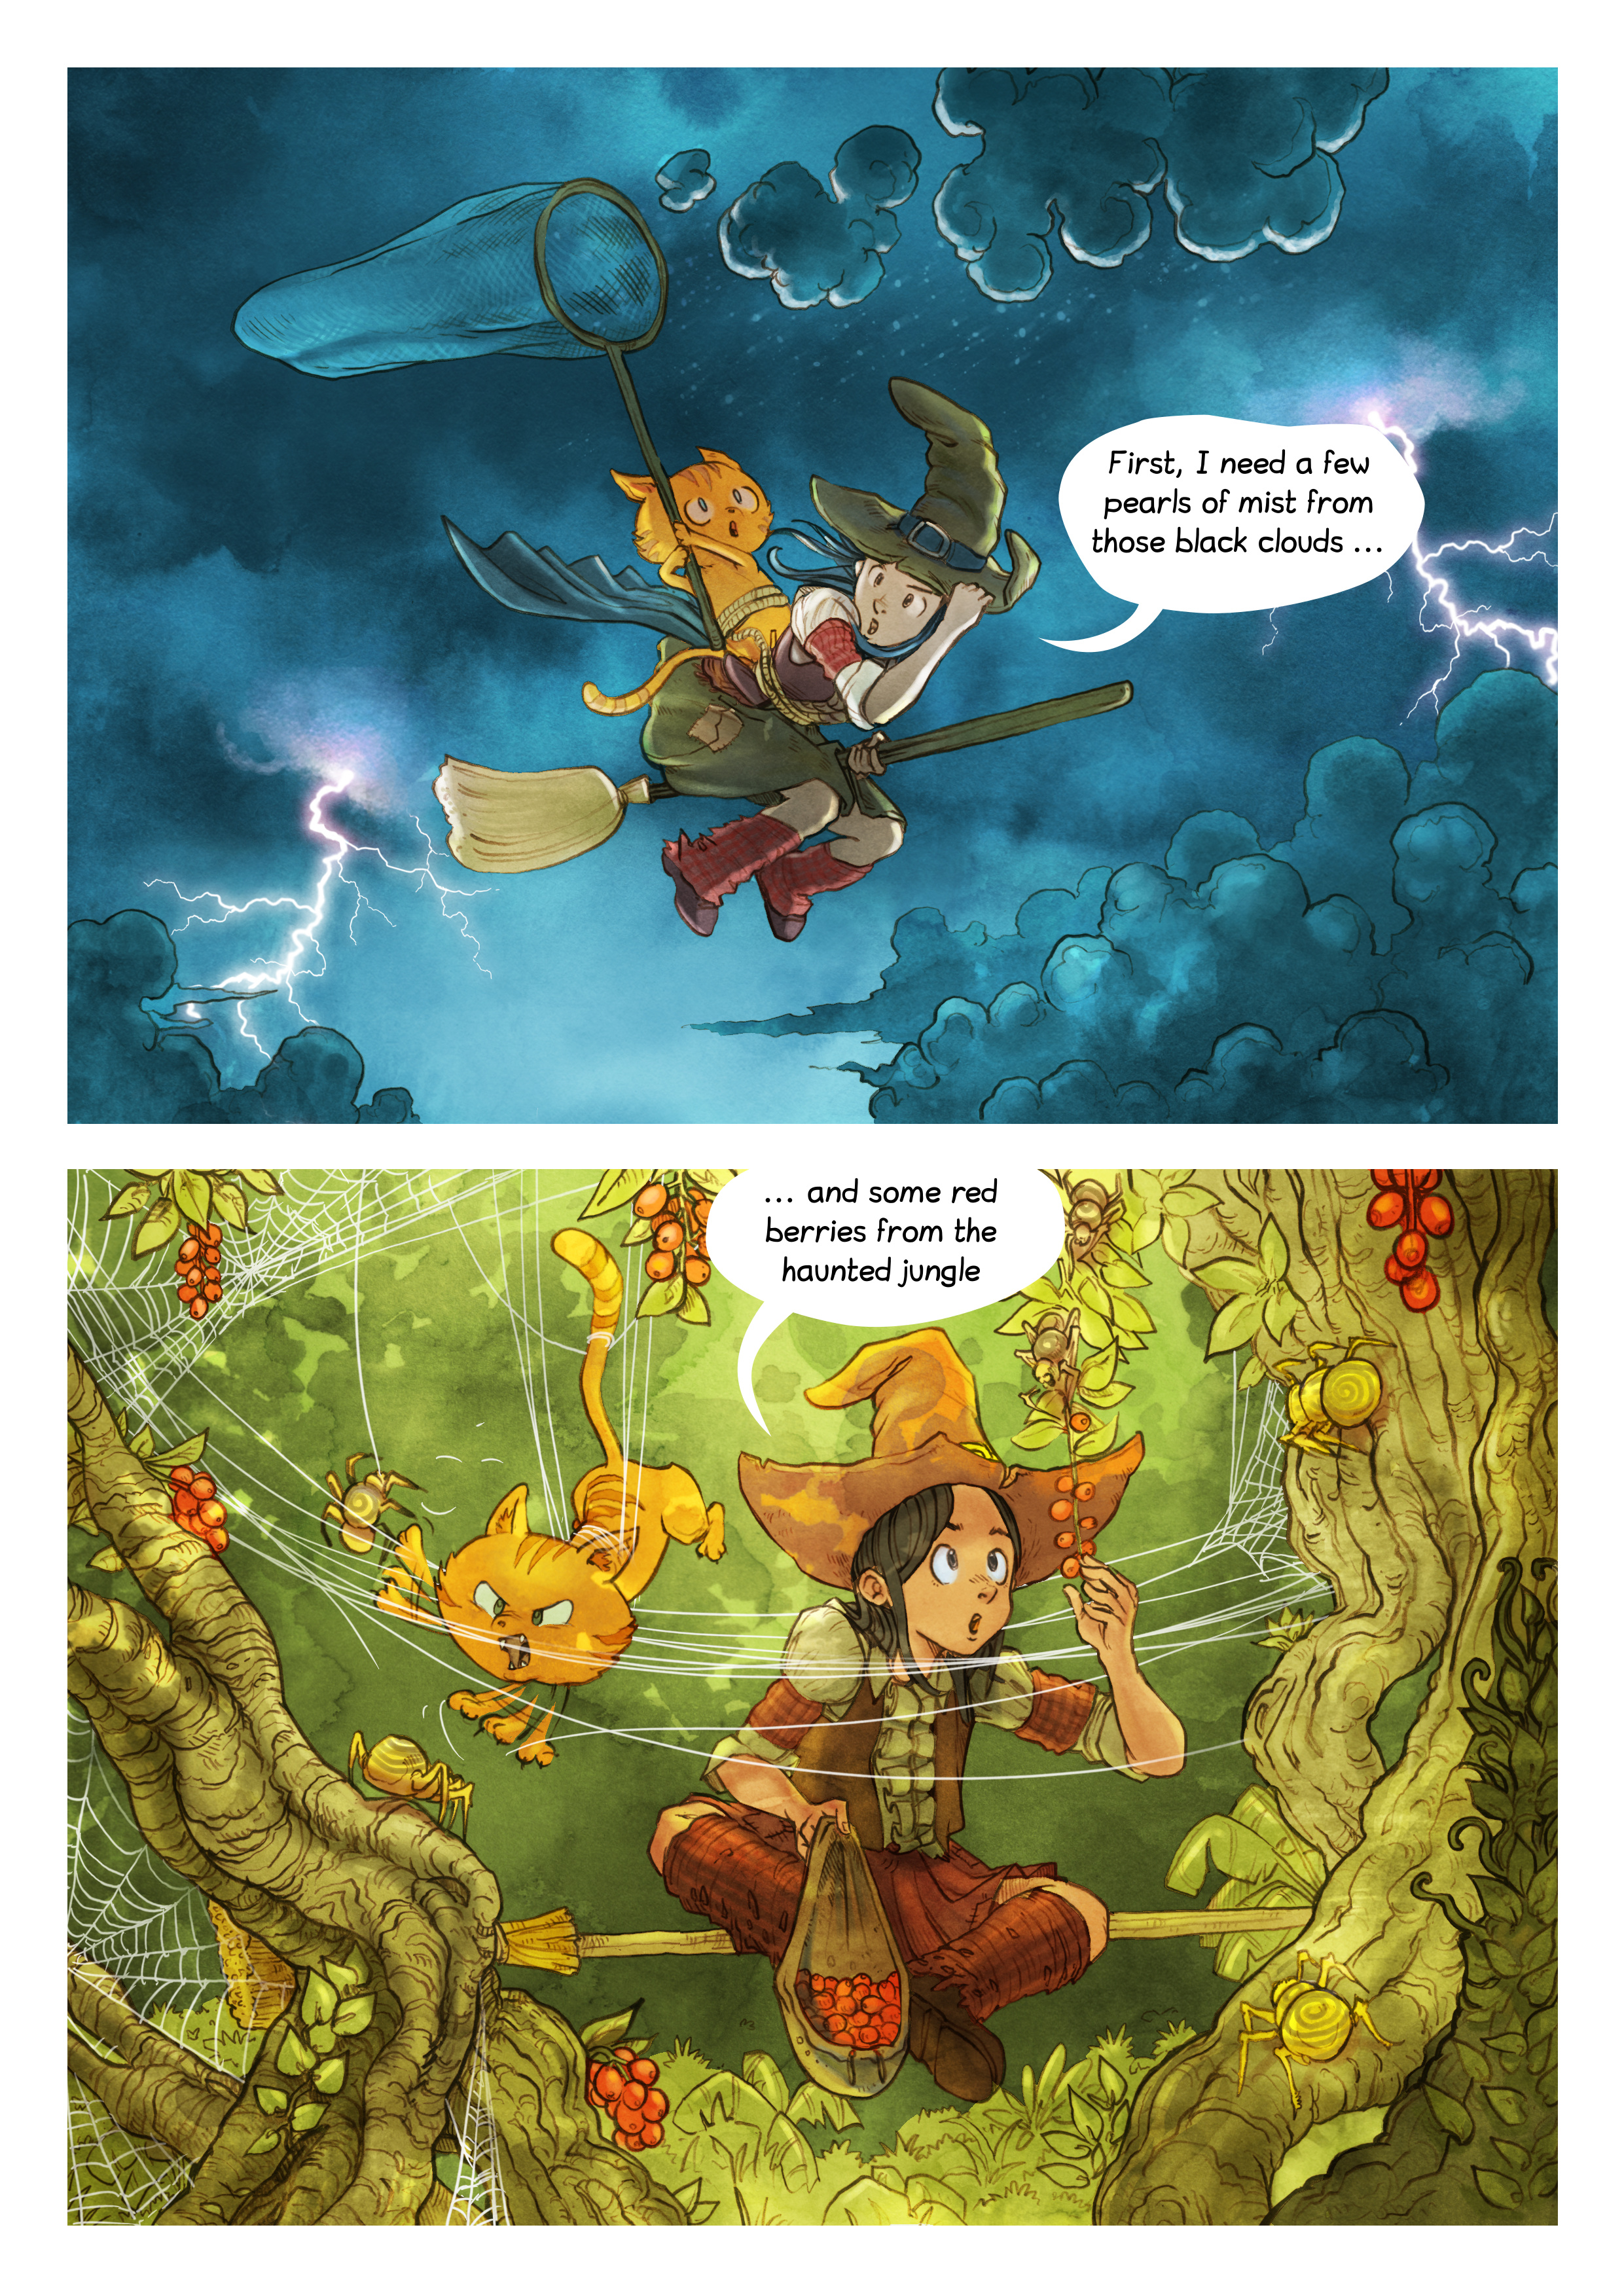 First, I need a few
pearls of mist from
those black clouds ...
... and some red
berries from the
haunted jungle